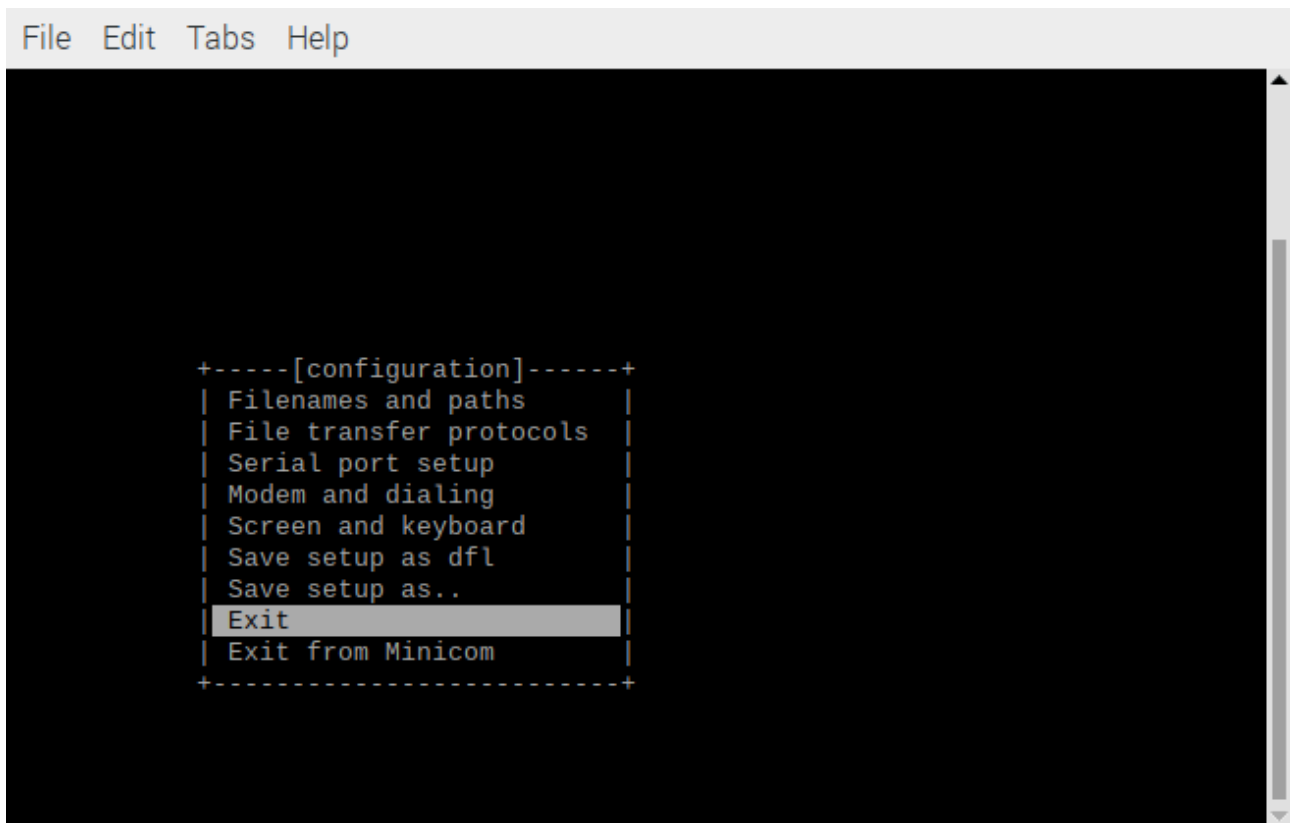 File Edit Tabs Help
+-----[configuration]------+
| Filenames and paths      |
| File transfer protocols  |
| Serial port setup        |
| Modem and dialing        |
| Screen and keyboard      |
| Save setup as dfl        |
| Save setup as..          |
| Exit                     |
| Exit from Minicom        |
+--------------------------+